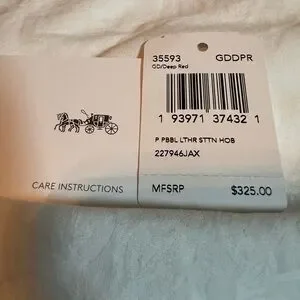 35593 GDDPR
GD/Deep Red
1 93971 37432 1
P PBBL LTHR STTN HOB
227946JAX
CARE INSTRUCTIONS
MFSRP $325.00